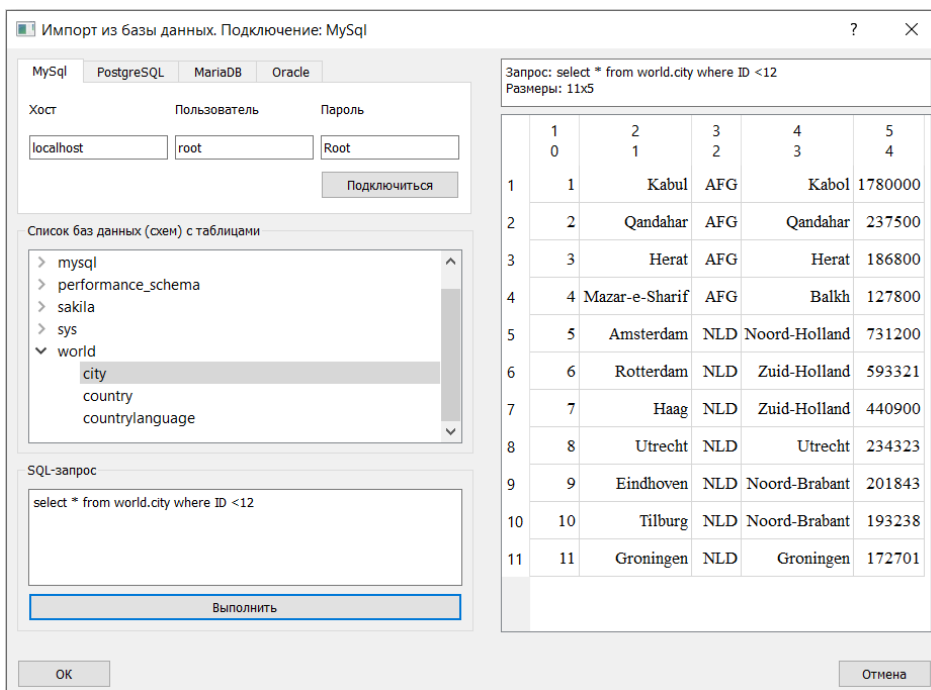 Импорт из базы данных. Подключение: MySql
? ×
MySql PostgreSQL MariaDB Oracle
Хост Пользователь Пароль
localhost root Root
Подключиться
Список баз данных (схем) с таблицами
mysql
performance_schema
sakila
sys
world
city
country
countrylanguage
SQL-запрос
select * from world.city where ID <12
Выполнить
OK
Запрос: select * from world.city where ID <12
Размеры: 11x5
1 2 3 4 5
0 1 2 3 4
1 1 Kabul AFG Kabol 1780000
2 2 Qandahar AFG Qandahar 237500
3 3 Herat AFG Herat 186800
4 4 Mazar-e-Sharif AFG Balkh 127800
5 5 Amsterdam NLD Noord-Holland 731200
6 6 Rotterdam NLD Zuid-Holland 593321
7 7 Haag NLD Zuid-Holland 440900
8 8 Utrecht NLD Utrecht 234323
9 9 Eindhoven NLD Noord-Brabant 201843
10 10 Tilburg NLD Noord-Brabant 193238
11 11 Groningen NLD Groningen 172701
Отмена